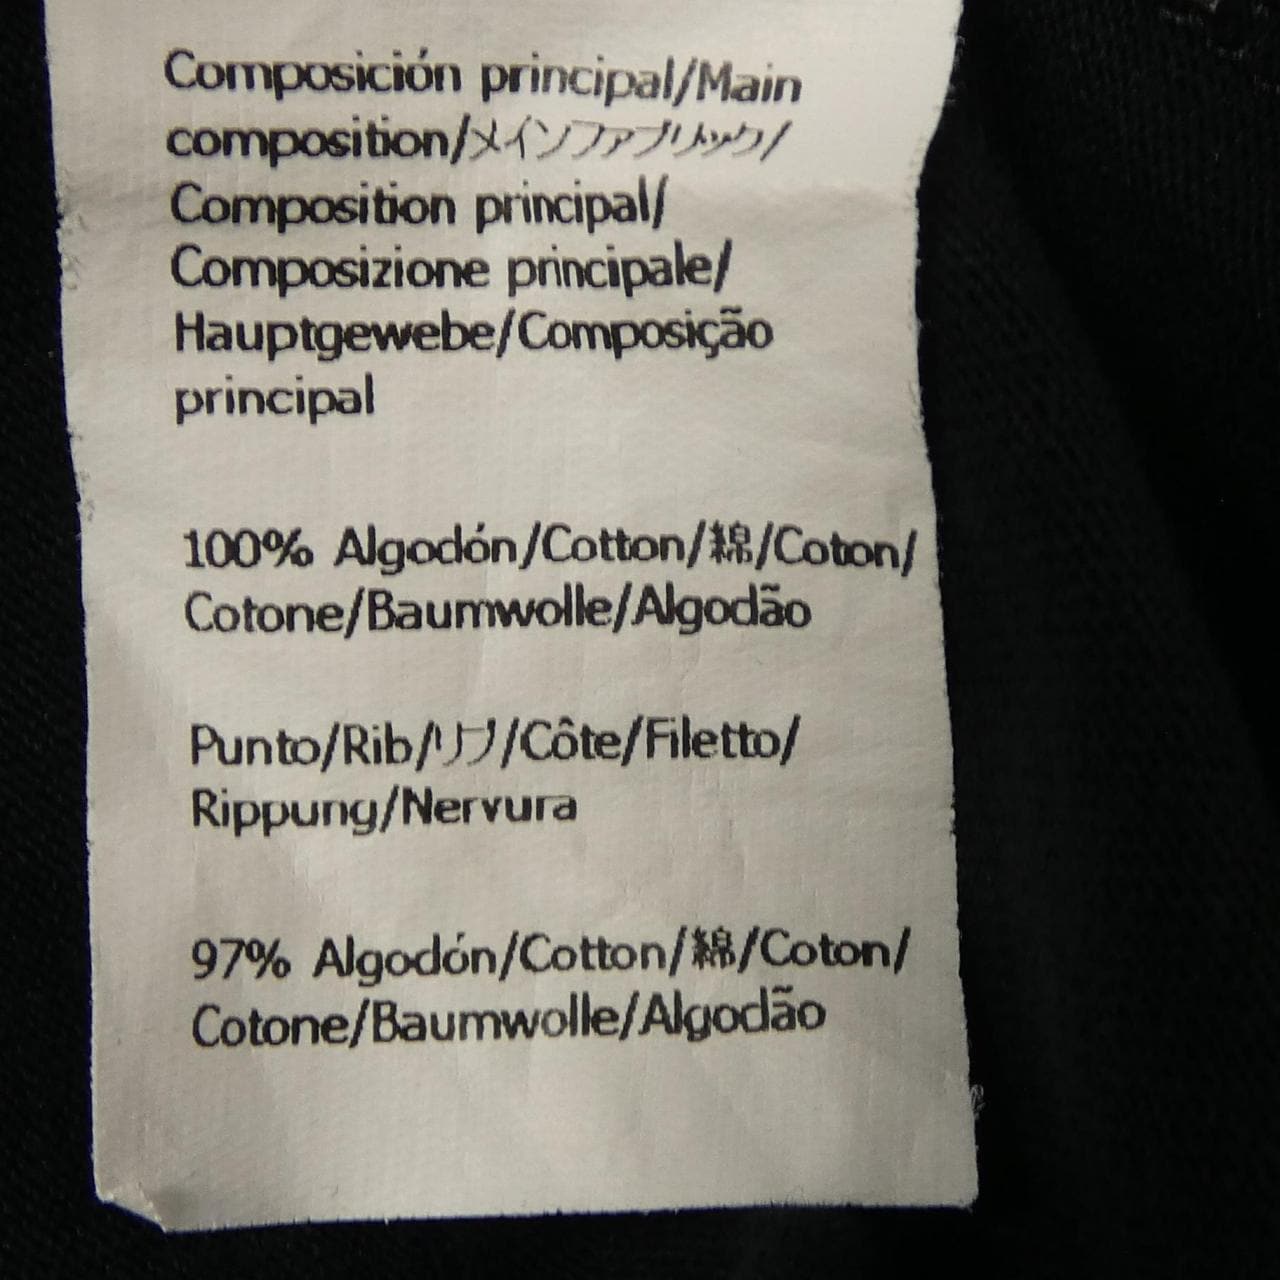 Composición principal/Main
composition/メインファブリック/
Composition principal/
Composizione principale/
Hauptgewebe/Composição
principal
100% Algodón/Cotton/綿/Coton/
Cotone/Baumwolle/Algodão
Punto/Rib/リブ/Côte/Filetto/
Rippung/Nervura
97% Algodón/Cotton/綿/Coton/
Cotone/Baumwolle/Algodão